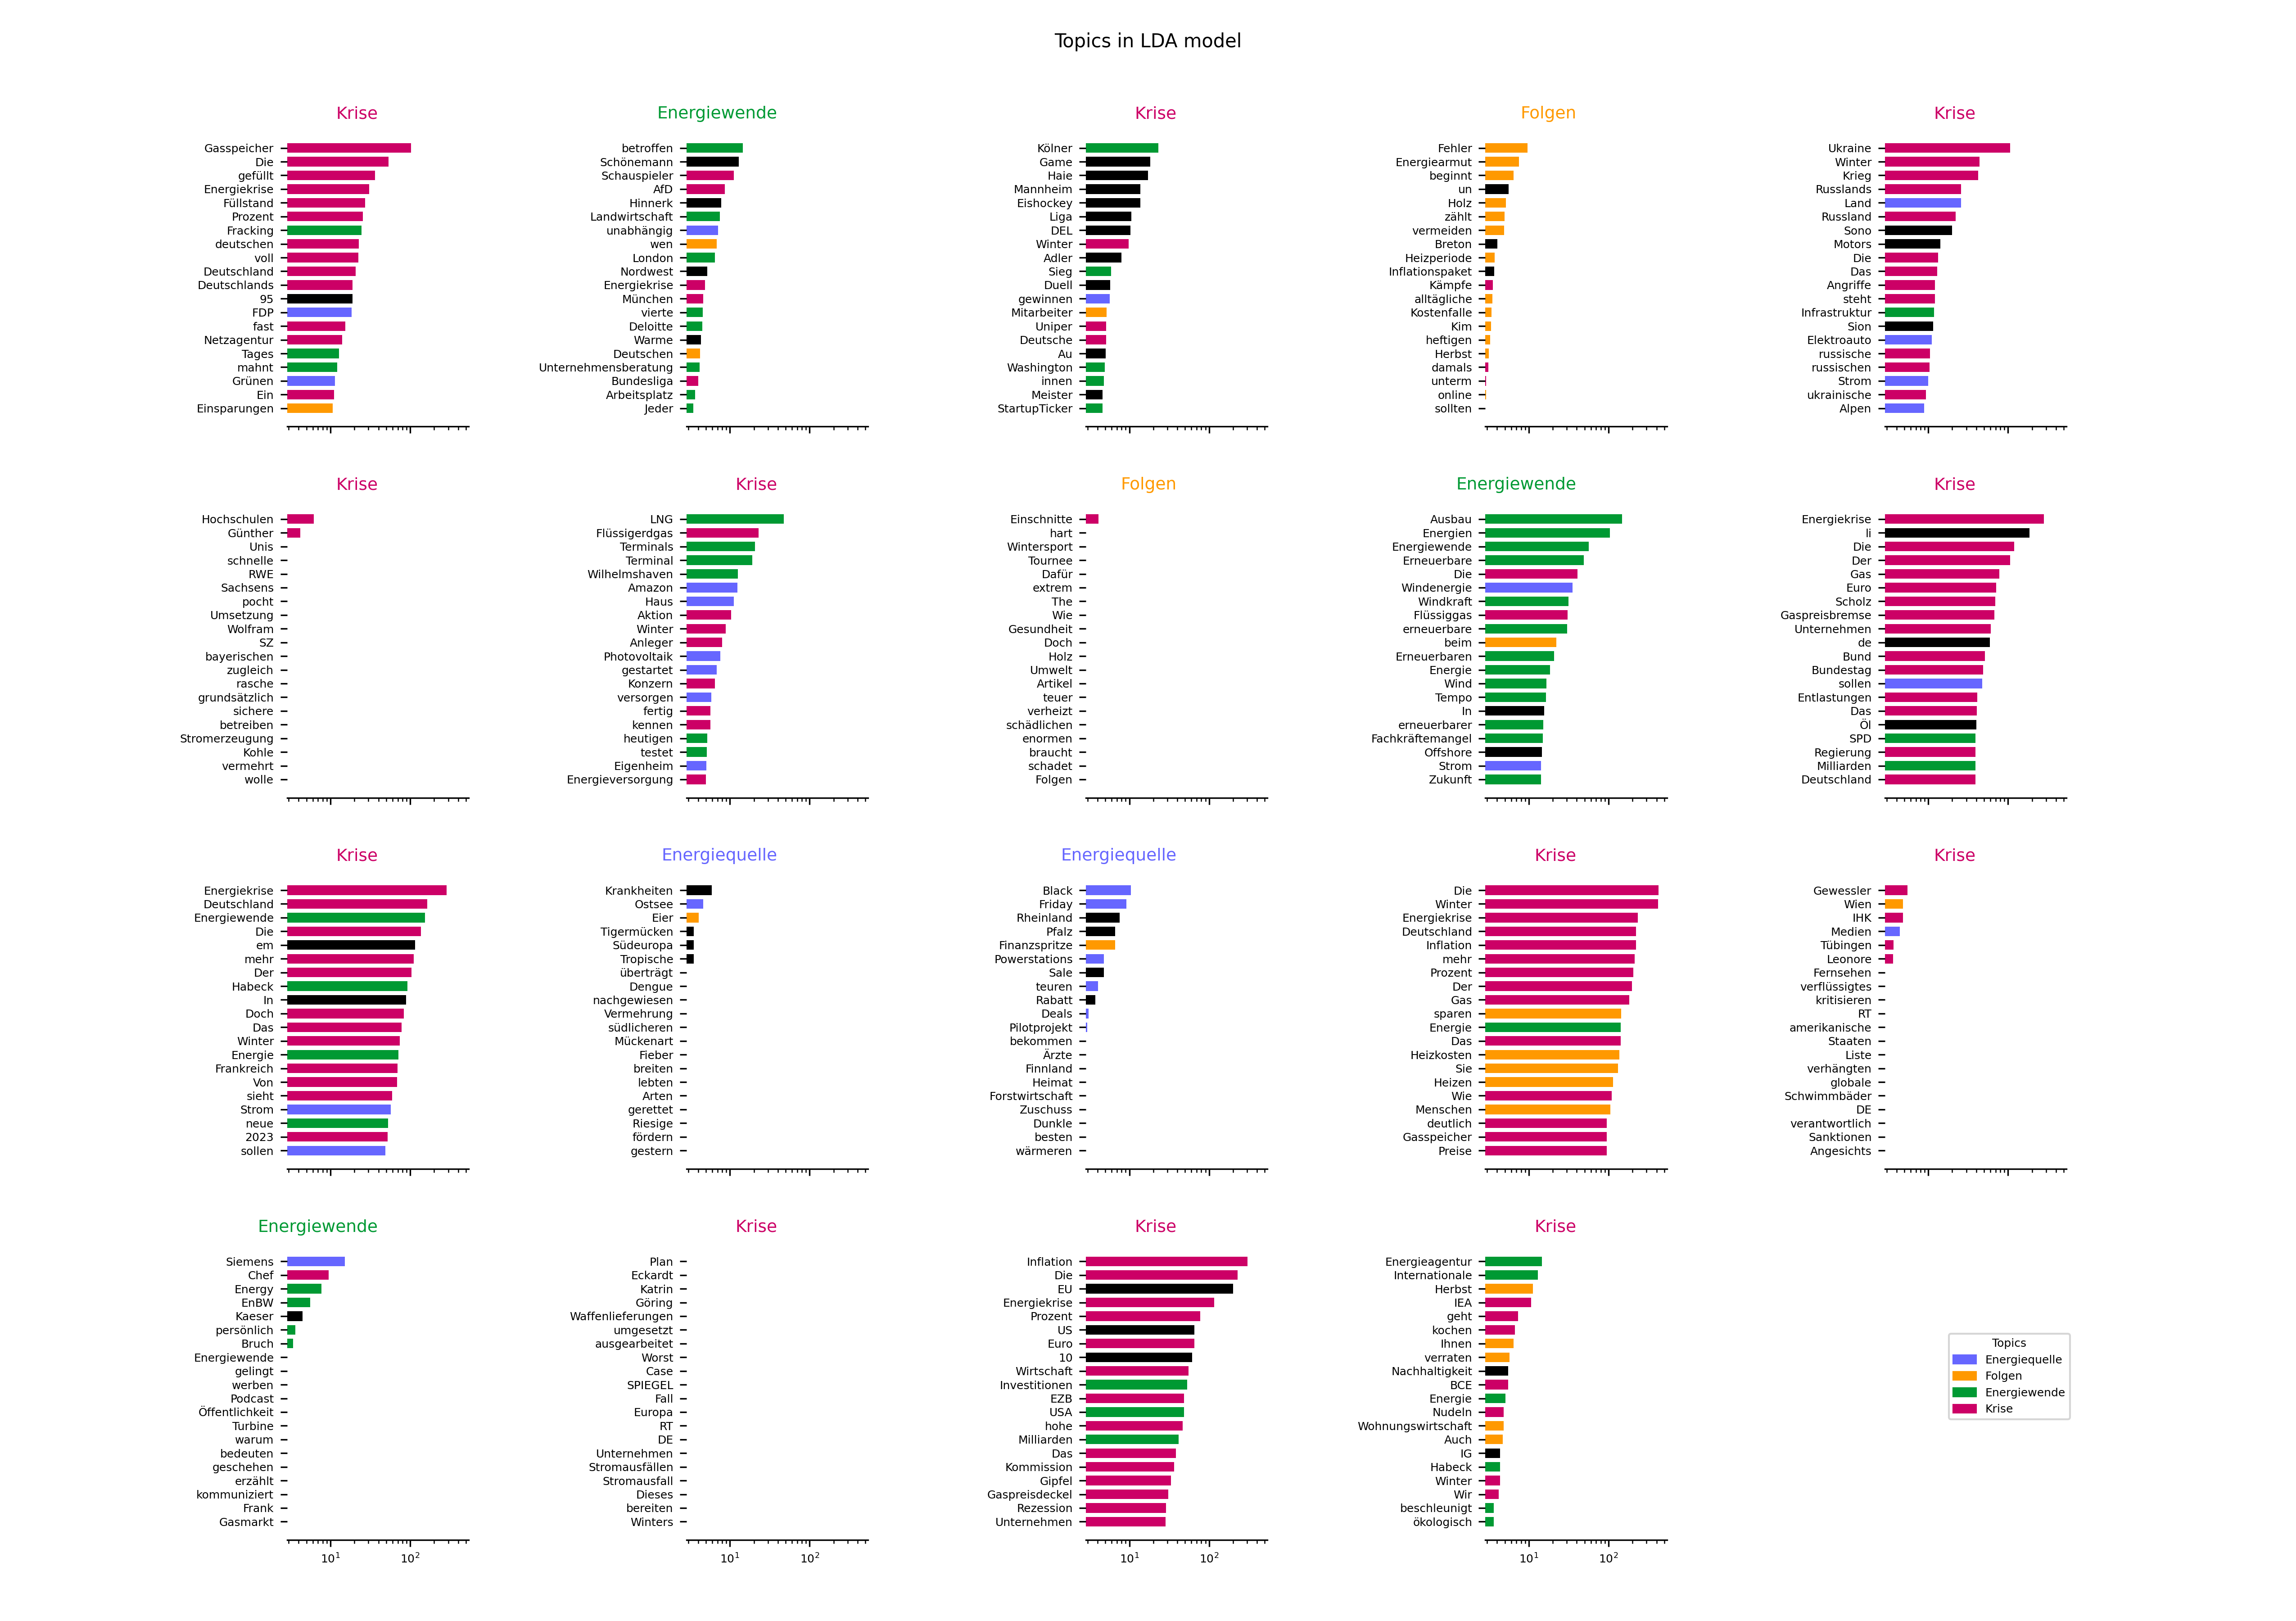 Topics in LDA model
Krise
Gasspeicher
Die
gefüllt
Energiekrise
Füllstand
Prozent
Fracking
deutschen
voll
Deutschland
Deutschlands
95
FDP
fast
Netzagentur
Tages
mahnt
Grünen
Ein
Einsparungen
Energiewende
betroffen
Schönemann
Schauspieler
AfD
Hinnerk
Landwirtschaft
unabhängig
wen
London
Nordwest
Energiekrise
München
vierte
Deloitte
Warme
Deutschen
Unternehmensberatung
Bundesliga
Arbeitsplatz
Jeder
Krise
Kölner
Game
Haie
Mannheim
Eishockey
Liga
DEL
Winter
Adler
Sieg
Duell
gewinnen
Mitarbeiter
Uniper
Deutsche
Au
Washington
innen
Meister
StartupTicker
Folgen
Fehler
Energiearmut
beginnt
un
Holz
zählt
vermeiden
Breton
Heizperiode
Inflationspaket
Kämpfe
alltägliche
Kostenfalle
Kim
heftigen
Herbst
damals
unterm
online
sollten
Krise
Ukraine
Winter
Krieg
Russlands
Land
Russland
Sono
Motors
Die
Das
Angriffe
steht
Infrastruktur
Sion
Elektroauto
russische
russischen
Strom
ukrainische
Alpen
Krise
Hochschulen
Günther
Unis
schnelle
RWE
Sachsens
pocht
Umsetzung
Wolfram
SZ
bayerischen
zugleich
rasche
grundsätzlich
sichere
betreiben
Stromerzeugung
Kohle
vermehrt
wolle
Krise
LNG
Flüssigerdgas
Terminals
Terminal
Wilhelmshaven
Amazon
Haus
Aktion
Winter
Anleger
Photovoltaik
gestartet
Konzern
versorgen
fertig
kennen
heutigen
testet
Eigenheim
Energieversorgung
Folgen
Einschnitte
hart
Wintersport
Tournee
Dafür
extrem
The
Wie
Gesundheit
Doch
Holz
Umwelt
Artikel
teuer
verheizt
schädlichen
enormen
braucht
schadet
Folgen
Energiewende
Ausbau
Energien
Energiewende
Erneuerbare
Die
Windenergie
Windkraft
Flüssiggas
erneuerbare
beim
Erneuerbaren
Energie
Wind
Tempo
In
erneuerbarer
Fachkräftemangel
Offshore
Strom
Zukunft
Krise
Energiekrise
li
Die
Der
Gas
Euro
Scholz
Gaspreisbremse
Unternehmen
de
Bund
Bundestag
sollen
Entlastungen
Das
Öl
SPD
Regierung
Milliarden
Deutschland
Krise
Energiekrise
Deutschland
Energiewende
Die
em
mehr
Der
Habeck
In
Doch
Das
Winter
Energie
Frankreich
Von
sieht
Strom
neue
2023
sollen
Energiequelle
Krankheiten
Ostsee
Eier
Tigermücken
Südeuropa
Tropische
überträgt
Dengue
nachgewiesen
Vermehrung
südlicheren
Mückenart
Fieber
breiten
lebten
Arten
gerettet
Riesige
fördern
gestern
Energiequelle
Black
Friday
Rheinland
Pfalz
Finanzspritze
Powerstations
Sale
teuren
Rabatt
Deals
Pilotprojekt
bekommen
Ärzte
Finnland
Heimat
Forstwirtschaft
Zuschuss
Dunkle
besten
wärmeren
Krise
Die
Winter
Energiekrise
Deutschland
Inflation
mehr
Prozent
Der
Gas
sparen
Energie
Das
Heizkosten
Sie
Heizen
Wie
Menschen
deutlich
Gasspeicher
Preise
Krise
Gewessler
Wien
IHK
Medien
Tübingen
Leonore
Fernsehen
verflüssigtes
kritisieren
RT
amerikanische
Staaten
Liste
verhängten
globale
Schwimmbäder
DE
verantwortlich
Sanktionen
Angesichts
Energiewende
Siemens
Chef
Energy
EnBW
Kaeser
persönlich
Bruch
Energiewende
gelingt
werben
Podcast
Öffentlichkeit
Turbine
warum
bedeuten
geschehen
erzählt
kommuniziert
Frank
Gasmarkt
10¹ 10²
Krise
Plan
Eckardt
Katrin
Göring
Waffenlieferungen
umgesetzt
ausgearbeitet
Worst
Case
SPIEGEL
Fall
Europa
RT
DE
Unternehmen
Stromausfällen
Stromausfall
Dieses
bereiten
Winters
10¹ 10²
Krise
Inflation
Die
EU
Energiekrise
Prozent
US
Euro
10
Wirtschaft
Investitionen
EZB
USA
hohe
Milliarden
Das
Kommission
Gipfel
Gaspreisdeckel
Rezession
Unternehmen
10¹ 10²
Krise
Energieagentur
Internationale
Herbst
IEA
geht
kochen
Ihnen
verraten
Nachhaltigkeit
BCE
Energie
Nudeln
Wohnungswirtschaft
Auch
IG
Habeck
Winter
Wir
beschleunigt
ökologisch
10¹ 10²
Topics
Energiequelle
Folgen
Energiewende
Krise